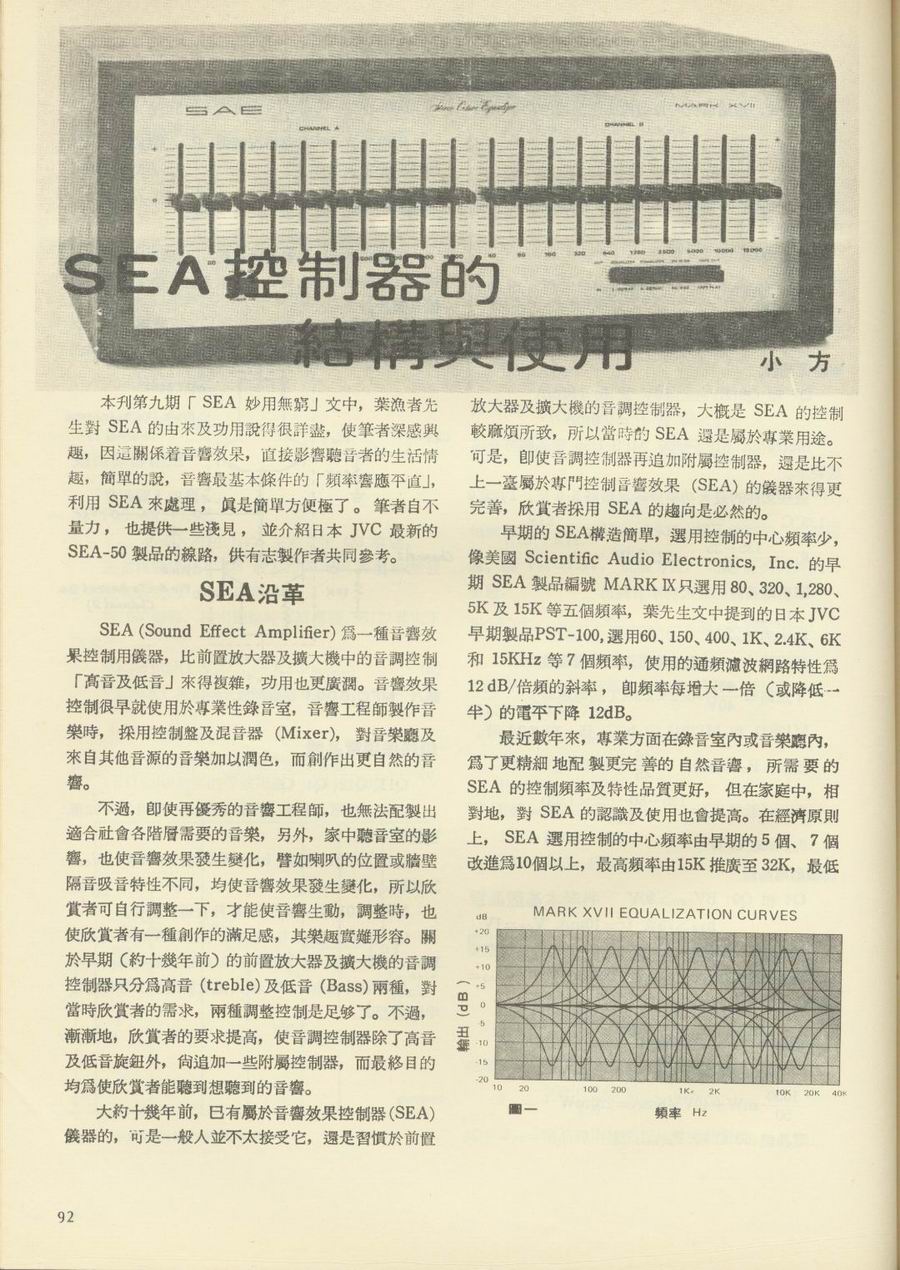 SAE
Stereo Octave Equalizer
MARK XVII
CHANNEL A
CHANNEL B
40 80 160 320 640 1280 2500 5000 10000
SEA控制器的
結構與使用
小 方
本刋第九期「 SEA 妙用無窮」文中，葉漁者先
生對 SEA 的由來及功用說得很詳盡，使筆者深感興
趣，因這關係着音響效果，直接影響聽音者的生活情
趣，簡單的說，音響最基本條件的「頻率響應平直」，
利用 SEA 來處理 ， 眞是簡單方便極了 。 筆者自不
量力 ， 也提供一些淺見 ， 並介紹日本 JVC 最新的
SEA-50 製品的線路，供有志製作者共同參考。
SEA沿革
SEA (Sound Effect Amplifier) 爲一種音響效
果控制用儀器，比前置放大器及擴大機中的音調控制
「高音及低音」來得複雜，功用也更廣濶。音響效果
控制很早就使用於專業性錄音室，音響工程師製作音
樂時， 採用控制盤及混音器 (Mixer)， 對音樂廳及
來自其他音源的音樂加以潤色，而創作出更自然的音
響。
不過，卽使再優秀的音響工程師，也無法配製出
適合社會各階層需要的音樂，另外，家中聽音室的影
響，也使音響效果發生變化，譬如喇叭的位置或牆壁
隔音吸音特性不同，均使音響效果發生變化，所以欣
賞者可自行調整一下，才能使音響生動，調整時，也
使欣賞者有一種創作的滿足感，其樂趣實難形容。關
於早期（約十幾年前）的前置放大器及擴大機的音調
控制器只分爲高音 (treble) 及低音 (Bass) 兩種，對
當時欣賞者的需求，兩種調整控制是足够了。不過，
漸漸地，欣賞者的要求提高，使音調控制器除了高音
及低音旋鈕外，尙追加一些附屬控制器，而最終目的
均爲使欣賞者能聽到想聽到的音響。
大約十幾年前，已有屬於音響效果控制器(SEA)
儀器的，可是一般人並不太接受它，還是習慣於前置
放大器及擴大機的音調控制器，大概是 SEA 的控制
較麻煩所致，所以當時的 SEA 還是屬於專業用途。
可是，卽使音調控制器再追加附屬控制器，還是比不
上一臺屬於專門控制音響效果 (SEA) 的儀器來得更
完善，欣賞者採用 SEA 的趨向是必然的。
早期的 SEA構造簡單，選用控制的中心頻率少，
像美國 Scientific Audio Electronics, Inc. 的早
期 SEA 製品編號 MARK Ⅸ只選用 80、320、1,280、
5K 及 15K 等五個頻率，葉先生文中提到的日本 JVC
早期製品PST-100,選用60、150、400、1K、2.4K、6K
和 15KHz 等 7 個頻率，使用的通頻濾波網路特性爲
12 dB/倍頻的斜率 ， 卽頻率每增大 一倍 （或降低一
半）的電平下降 12dB。
最近數年來，專業方面在錄音室內或音樂廳內，
爲了更精細 地配 製更完 善的 自然音響 ， 所需 要 的
SEA 的控制頻率及特性品質更好， 但在家庭中，相
對地，對 SEA 的認識及使用也會提高。在經濟原則
上， SEA 選用控制的中心頻率由早期的 5 個、 7 個
改進爲10個以上，最高頻率由15K 推廣至 32K，最低
MARK XVII EQUALIZATION CURVES
dB
+20
+15
+10
+5
0
-5
-10
-15
-20
輸出 (dB)
10 20 100 200 1K 2K 10K 20K 40K
圖一
頻率 Hz
92